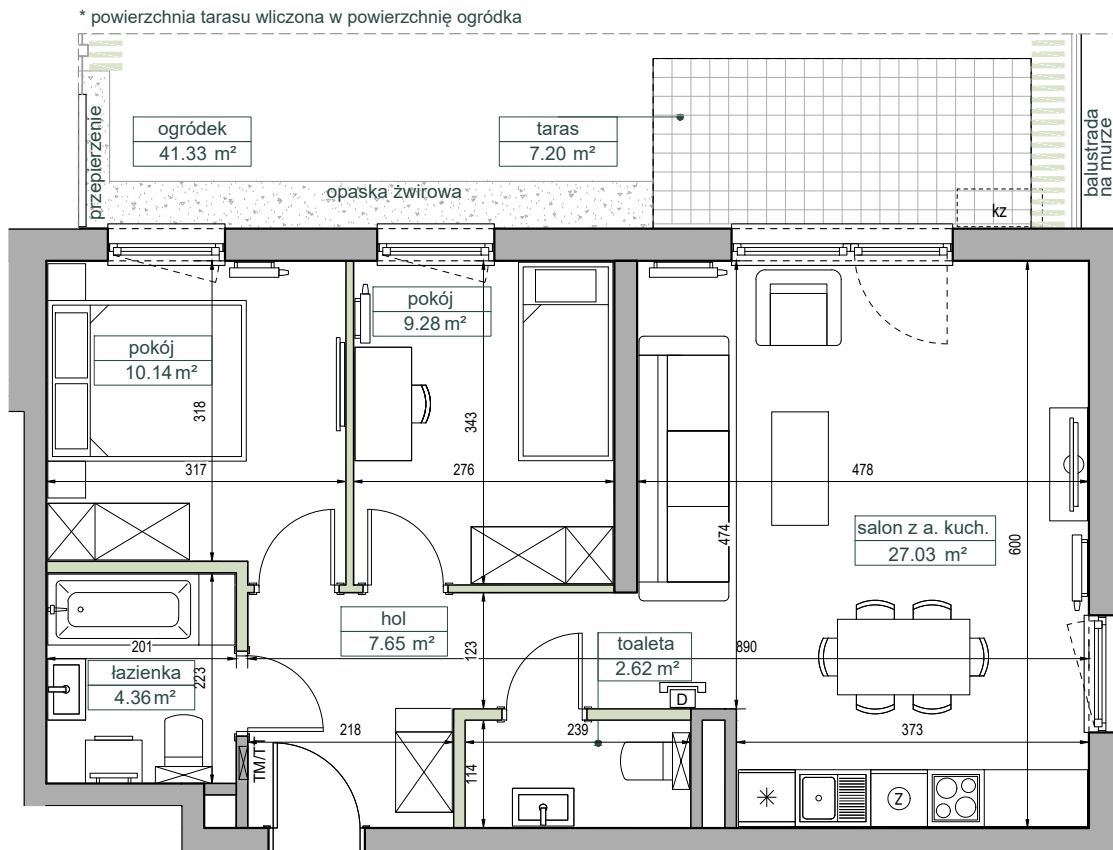 * powierzchnia tarasu wliczona w powierzchnię ogródka
przepierzenie
ogródek
41.33 m²
taras
7.20 m²
balustrada
na murze
opaska żwirowa
kz
pokój
9.28 m²
pokój
10.14 m²
318
343
317
276
478
474
salon z a. kuch.
27.03 m²
600
hol
7.65 m²
toaleta
2.62 m²
123
890
201
łazienka
4.36 m²
223
D
218
239
373
TM/T
114
Z